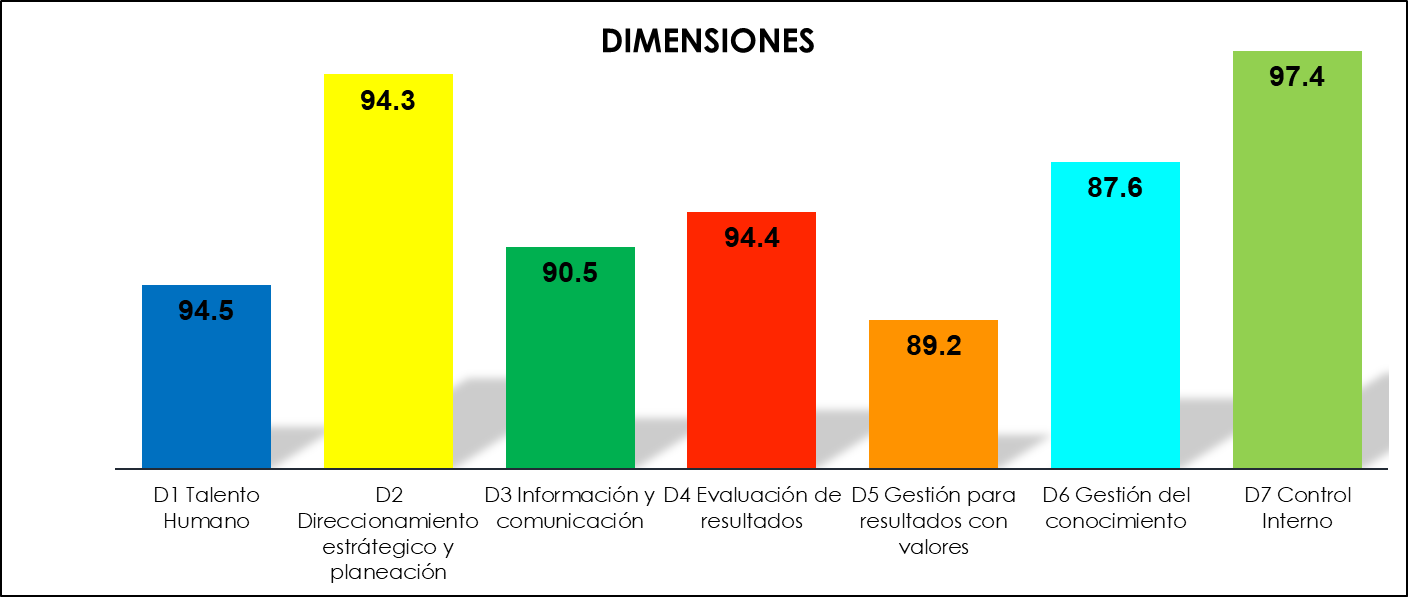 DIMENSIONES
94.5
94.3
90.5
94.4
89.2
87.6
97.4
D1 Talento
Humano
D2
Direccionamiento
estrátegico y
planeación
D3 Información y
comunicación
D4 Evaluación de
resultados
D5 Gestión para
resultados con
valores
D6 Gestión del
conocimiento
D7 Control
Interno